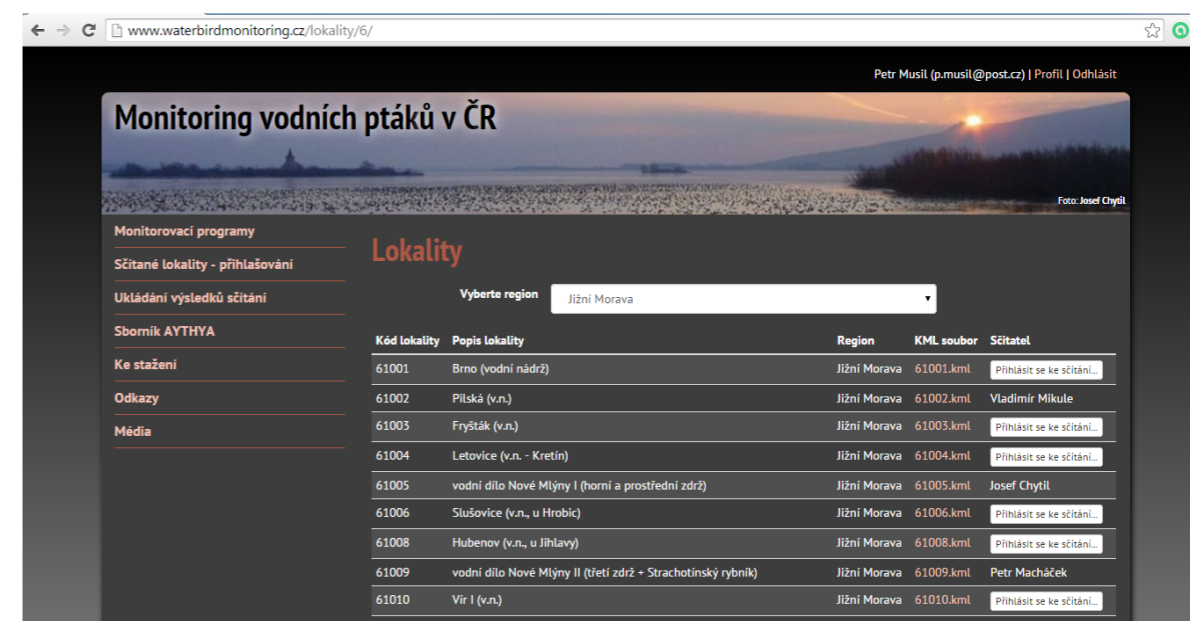 www.waterbirdmonitoring.cz/lokality/6/
Petr Musil (p.musil@post.cz) | Profil | Odhlásit
Monitoring vodních ptáků v ČR
Foto: Josef Chytil
Monitorovací programy
Sčítané lokality - přihlašování
Ukládání výsledků sčítání
Sborník AYTHYA
Ke stažení
Odkazy
Média
Lokality
Vyberte region Jižní Morava
Kód lokality Popis lokality Region KML soubor Sčitatel
61001 Brno (vodní nádrž) Jižní Morava 61001.kml Přihlásit se ke sčítání...
61002 Pilská (v.n.) Jižní Morava 61002.kml Vladimír Mikule
61003 Fryšták (v.n.) Jižní Morava 61003.kml Přihlásit se ke sčítání...
61004 Letovice (v.n. - Kretín) Jižní Morava 61004.kml Přihlásit se ke sčítání...
61005 vodní dílo Nové Mlýny I (horní a prostřední zdrž) Jižní Morava 61005.kml Josef Chytil
61006 Slušovice (v.n., u Hrobic) Jižní Morava 61006.kml Přihlásit se ke sčítání...
61008 Hubenov (v.n., u Jihlavy) Jižní Morava 61008.kml Přihlásit se ke sčítání...
61009 vodní dílo Nové Mlýny II (třetí zdrž + Strachotínský rybník) Jižní Morava 61009.kml Petr Macháček
61010 Vír I (v.n.) Jižní Morava 61010.kml Přihlásit se ke sčítání...